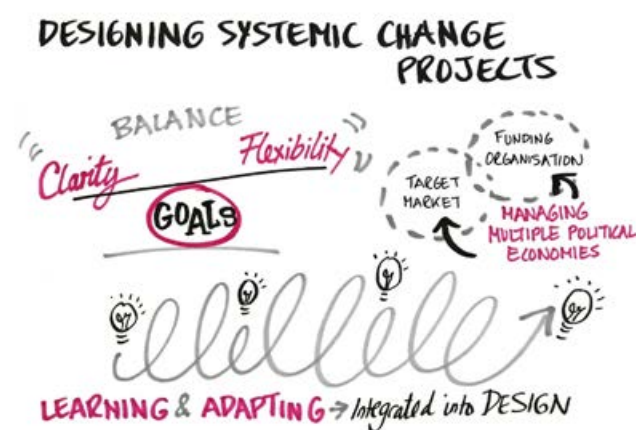 DESIGNING SYSTEMIC CHANGE
PROJECTS
BALANCE
Clarity
Flexibility
GOALS
FUNDING
ORGANISATION
TARGET
MARKET
MANAGING
MULTIPLE POLITICAL
ECONOMIES
LEARNING & ADAPTING → Integrated into DESIGN